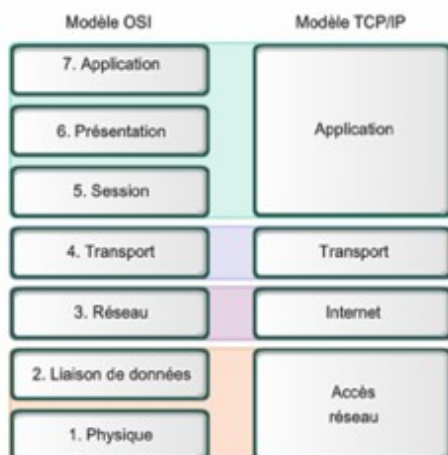 Modèle OSI
Modèle TCP/IP
7. Application
6. Présentation
5. Session
Application
4. Transport
Transport
3. Réseau
Internet
2. Liaison de données
1. Physique
Accès
réseau